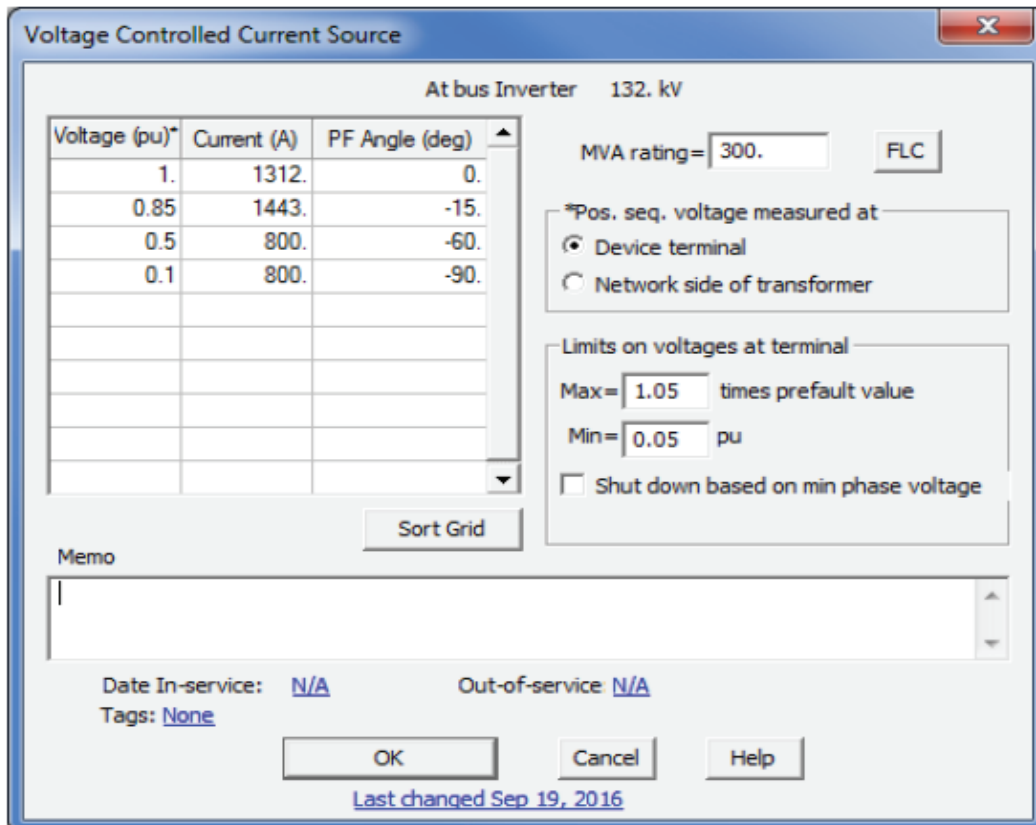 Voltage Controlled Current Source
At bus Inverter 132. kV
Voltage (pu)* Current (A) PF Angle (deg)
1. 1312. 0.
0.85 1443. -15.
0.5 800. -60.
0.1 800. -90.
MVA rating= 300. FLC
*Pos. seq. voltage measured at
Device terminal
Network side of transformer
Limits on voltages at terminal
Max= 1.05 times prefault value
Min= 0.05 pu
Shut down based on min phase voltage
Sort Grid
Memo
Date In-service: N/A Out-of-service N/A
Tags: None
OK Cancel Help
Last changed Sep 19, 2016